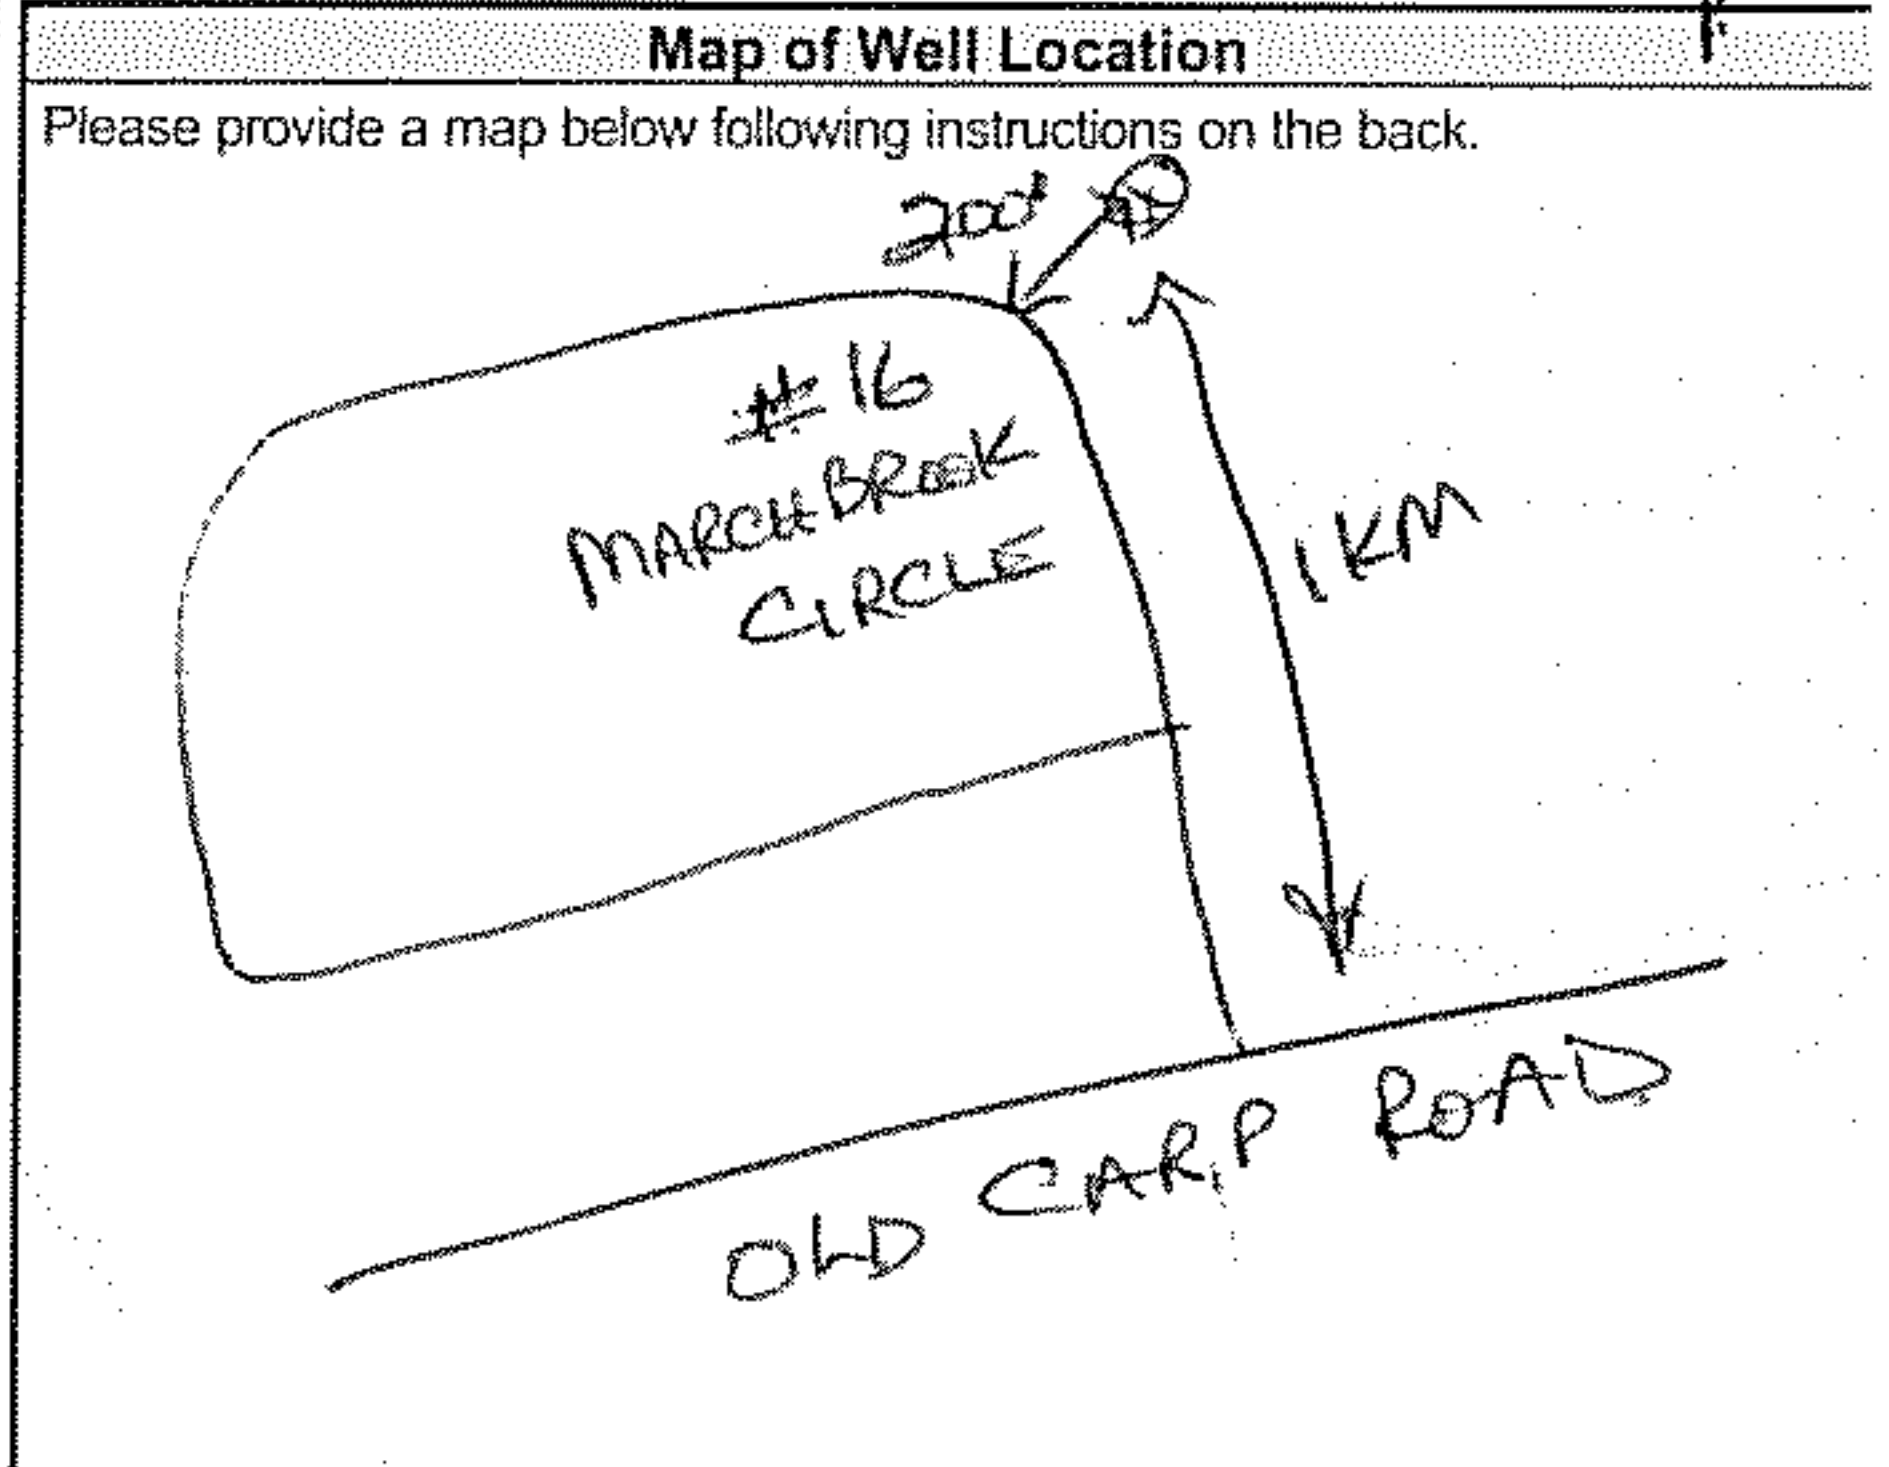 Map of Well Location
Please provide a map below following instructions on the back.
200'
#16
MARCHBROOK
CIRCLE
1KM
OLD CARP ROAD